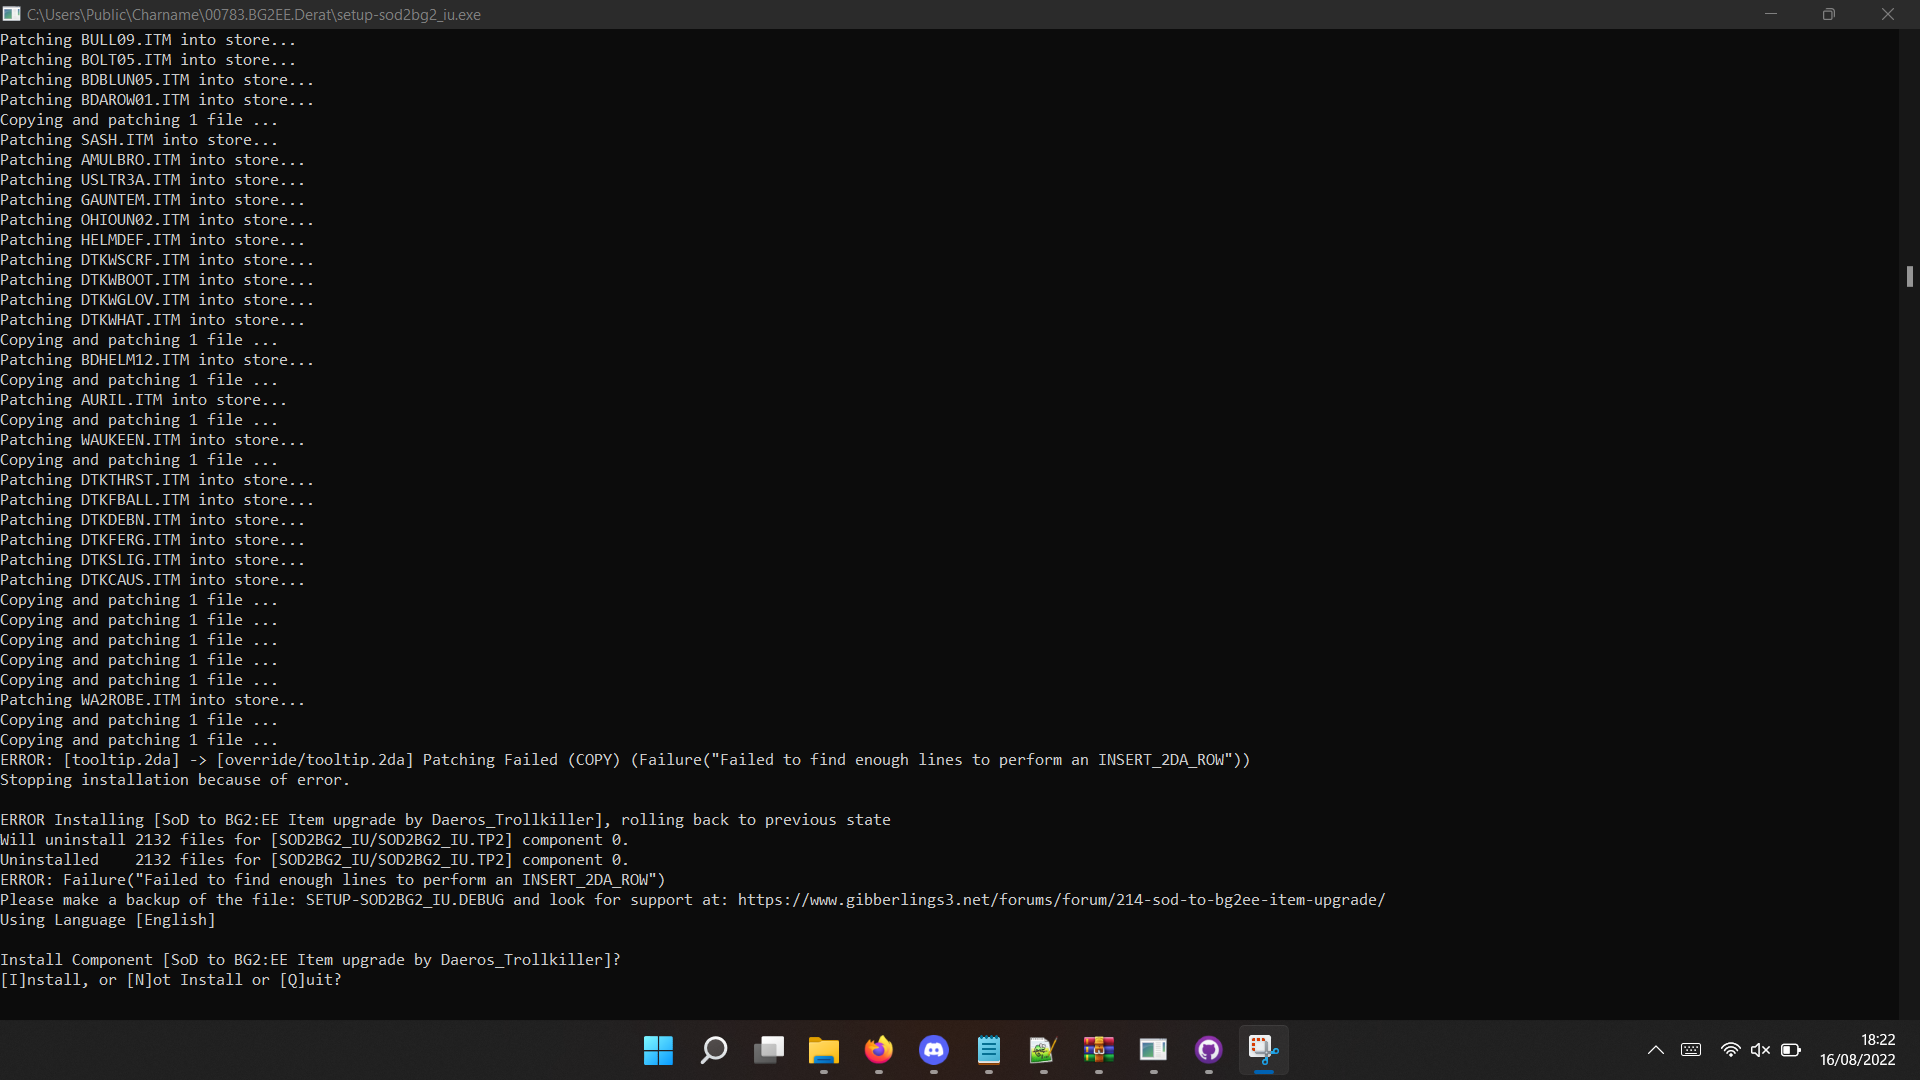 C:\Users\Public\Charname\00783.BG2EE.Derat\setup-sod2bg2_iu.exe
Patching BULL09.ITM into store...
Patching BOLT05.ITM into store...
Patching BDBLUN05.ITM into store...
Patching BDAROW01.ITM into store...
Copying and patching 1 file ...
Patching SASH.ITM into store...
Patching AMULBRO.ITM into store...
Patching USLTR3A.ITM into store...
Patching GAUNTEM.ITM into store...
Patching OHIOUN02.ITM into store...
Patching HELMDEF.ITM into store...
Patching DTKWSCRF.ITM into store...
Patching DTKWBOOT.ITM into store...
Patching DTKWGLOV.ITM into store...
Patching DTKWHAT.ITM into store...
Copying and patching 1 file ...
Patching BDHELM12.ITM into store...
Copying and patching 1 file ...
Patching AURIL.ITM into store...
Copying and patching 1 file ...
Patching WAUKEEN.ITM into store...
Copying and patching 1 file ...
Patching DTKTHRST.ITM into store...
Patching DTKFBALL.ITM into store...
Patching DTKDEBN.ITM into store...
Patching DTKFERG.ITM into store...
Patching DTKSLIG.ITM into store...
Patching DTKCAUS.ITM into store...
Copying and patching 1 file ...
Copying and patching 1 file ...
Copying and patching 1 file ...
Copying and patching 1 file ...
Copying and patching 1 file ...
Patching WA2ROBE.ITM into store...
Copying and patching 1 file ...
Copying and patching 1 file ...
ERROR: [tooltip.2da] -> [override/tooltip.2da] Patching Failed (COPY) (Failure("Failed to find enough lines to perform an INSERT_2DA_ROW"))
Stopping installation because of error.
ERROR Installing [SoD to BG2:EE Item upgrade by Daeros_Trollkiller], rolling back to previous state
Will uninstall 2132 files for [SOD2BG2_IU/SOD2BG2_IU.TP2] component 0.
Uninstalled    2132 files for [SOD2BG2_IU/SOD2BG2_IU.TP2] component 0.
ERROR: Failure("Failed to find enough lines to perform an INSERT_2DA_ROW")
Please make a backup of the file: SETUP-SOD2BG2_IU.DEBUG and look for support at: https://www.gibberlings3.net/forums/forum/214-sod-to-bg2ee-item-upgrade/
Using Language [English]
Install Component [SoD to BG2:EE Item upgrade by Daeros_Trollkiller]?
[I]nstall, or [N]ot Install or [Q]uit?
18:22
16/08/2022